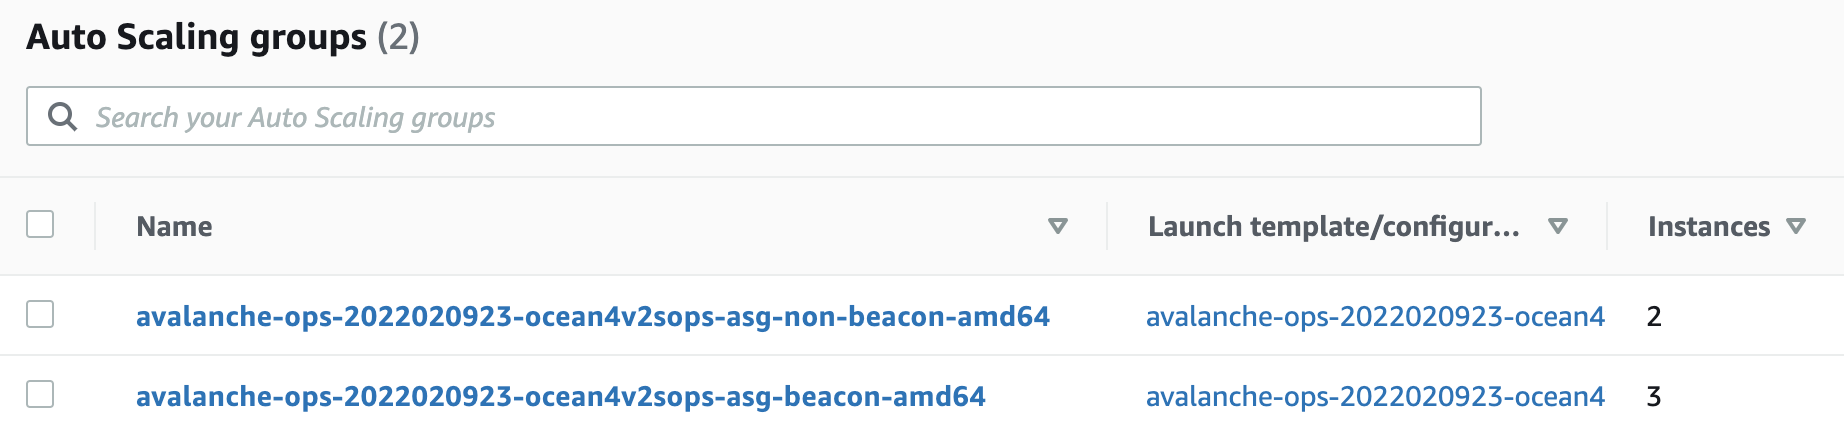 Auto Scaling groups (2)
Search your Auto Scaling groups
Name Launch template/configur... Instances
avalanche-ops-2022020923-ocean4v2sops-asg-non-beacon-amd64 avalanche-ops-2022020923-ocean4 2
avalanche-ops-2022020923-ocean4v2sops-asg-beacon-amd64 avalanche-ops-2022020923-ocean4 3